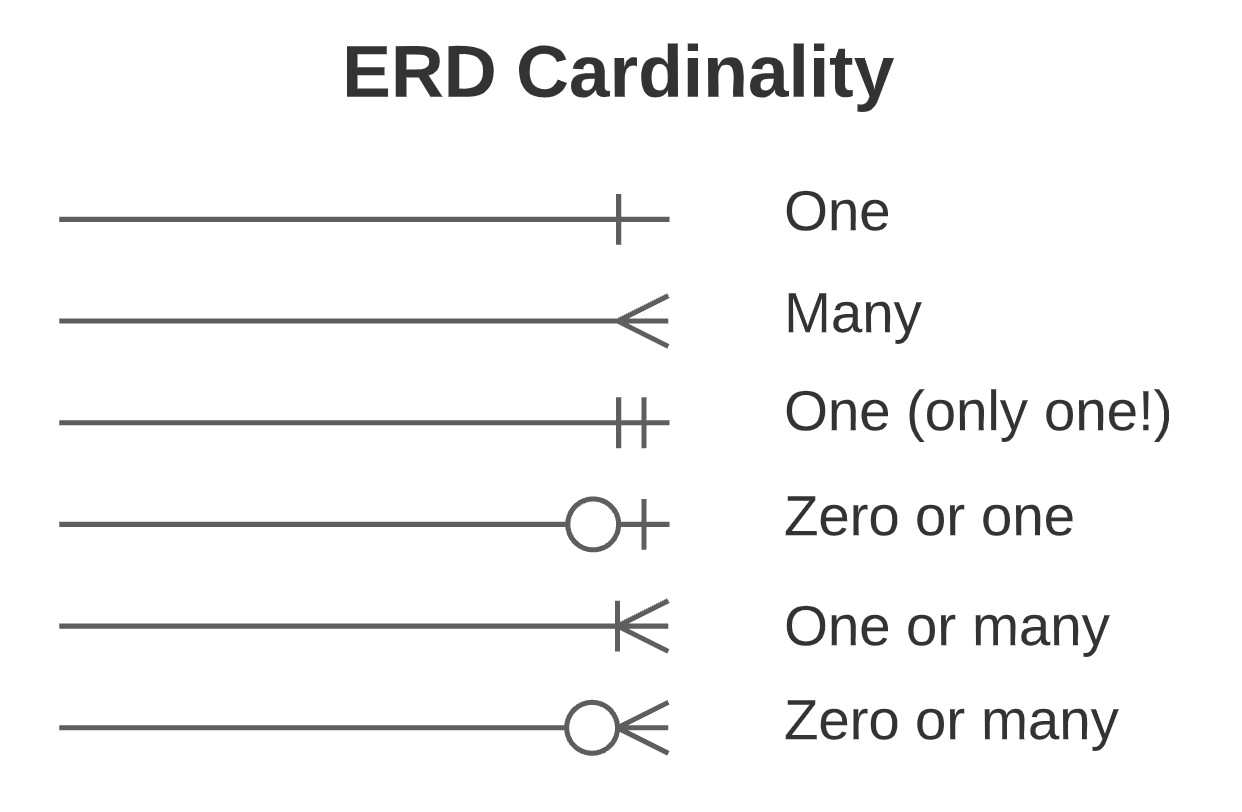 ERD Cardinality
One
Many
One (only one!)
Zero or one
One or many
Zero or many